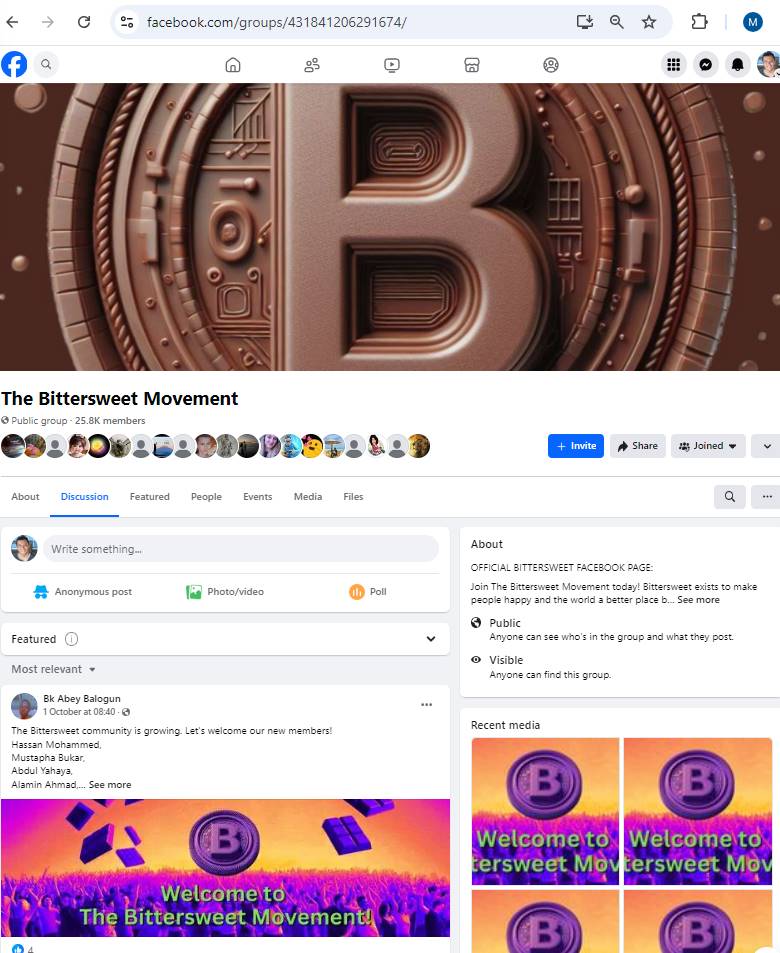 facebook.com/groups/431841206291674/
M
B
The Bittersweet Movement
Public group · 25.8K members
Invite
Share
Joined
About
Discussion
Featured
People
Events
Media
Files
Write something...
Anonymous post
Photo/video
Poll
Featured
Most relevant
Bk Abey Balogun
1 October at 08:40 ·
The Bittersweet community is growing. Let's welcome our new members!
Hassan Mohammed,
Mustapha Bukar,
Abdul Yahaya,
Alamin Ahmad,... See more
B
Welcome to
The Bittersweet Movement!
4
About
OFFICIAL BITTERSWEET FACEBOOK PAGE:
Join The Bittersweet Movement today! Bittersweet exists to make
people happy and the world a better place b... See more
Public
Anyone can see who's in the group and what they post.
Visible
Anyone can find this group.
Recent media
B
Welcome to
tersweet Mov
B
Welcome to
tersweet Mov
B
B